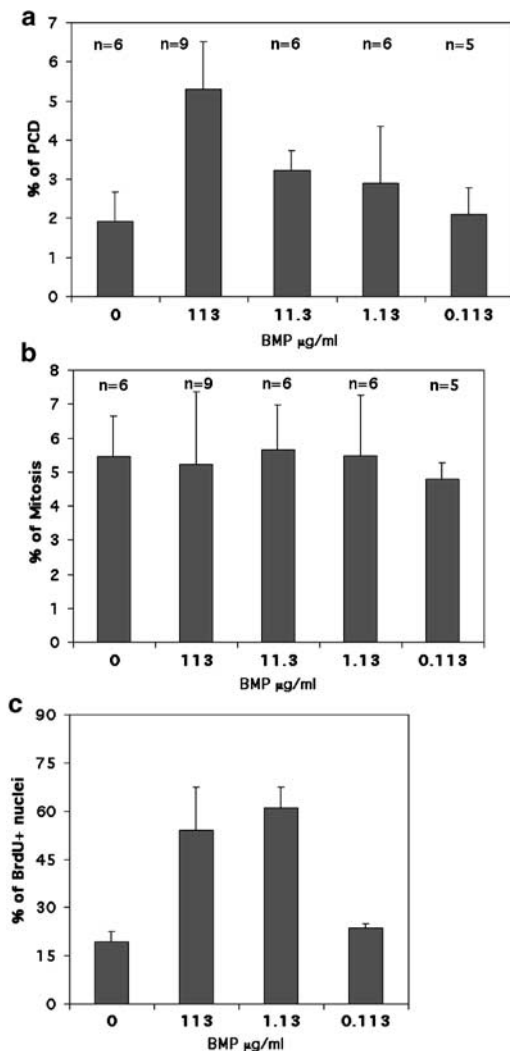 a
7
n=6 n=9 n=6 n=6 n=5
6
5
4
3
2
1
0
% of PCD
0 113 11.3 1.13 0.113
BMP µg/ml
b
8
n=6 n=9 n=6 n=6 n=5
7
6
5
4
3
2
1
0
% of Mitosis
0 113 11.3 1.13 0.113
BMP µg/ml
c
90
75
60
45
30
15
0
% of BrdU+ nuclei
0 113 1.13 0.113
BMP µg/ml